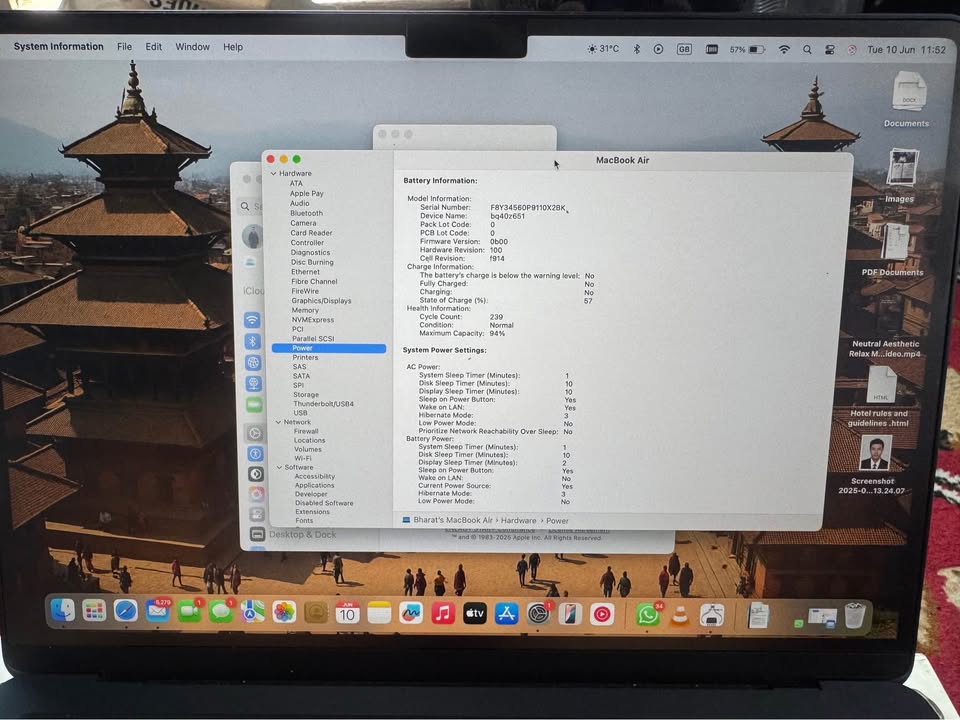 System Information File Edit Window Help
31°C GB 57% Tue 10 Jun 11:52
MacBook Air
Hardware
ATA
Apple Pay
Audio
Bluetooth
Camera
Card Reader
Controller
Diagnostics
Disc Burning
Ethernet
Fibre Channel
FireWire
Graphics/Displays
Memory
NVMExpress
PCI
Parallel SCSI
Power
Printers
SAS
SATA
SPI
Storage
Thunderbolt/USB4
USB
Network
Firewall
Locations
Volumes
Wi-Fi
Software
Accessibility
Applications
Developer
Disabled Software
Extensions
Fonts
Battery Information:
Model Information:
Serial Number: F8Y34560P9110X2BK
Device Name: bq40z651
Pack Lot Code: 0
PCB Lot Code: 0
Firmware Version: 0b00
Hardware Revision: 100
Cell Revision: f914
Charge Information:
The battery's charge is below the warning level: No
Fully Charged: No
Charging: No
State of Charge (%): 57
Health Information:
Cycle Count: 239
Condition: Normal
Maximum Capacity: 94%
System Power Settings:
AC Power:
System Sleep Timer (Minutes): 1
Disk Sleep Timer (Minutes): 10
Display Sleep Timer (Minutes): 10
Sleep on Power Button: Yes
Wake on LAN: Yes
Hibernate Mode: 3
Low Power Mode: No
Prioritize Network Reachability Over Sleep: No
Battery Power:
System Sleep Timer (Minutes): 1
Disk Sleep Timer (Minutes): 10
Display Sleep Timer (Minutes): 2
Sleep on Power Button: Yes
Wake on LAN: No
Current Power Source: Yes
Hibernate Mode: 3
Low Power Mode: No
Bharat's MacBook Air › Hardware › Power
iClou
Desktop & Dock
™ and © 1983-2025 Apple Inc. All Rights Reserved.
DOCX
Documents
Images
PDF Documents
Neutral Aesthetic
Relax M...ideo.mp4
HTML
Hotel rules and
guidelines .html
Screenshot
2025-0...13.24.07
5,279
1
1
JUN
10
tv
1
34